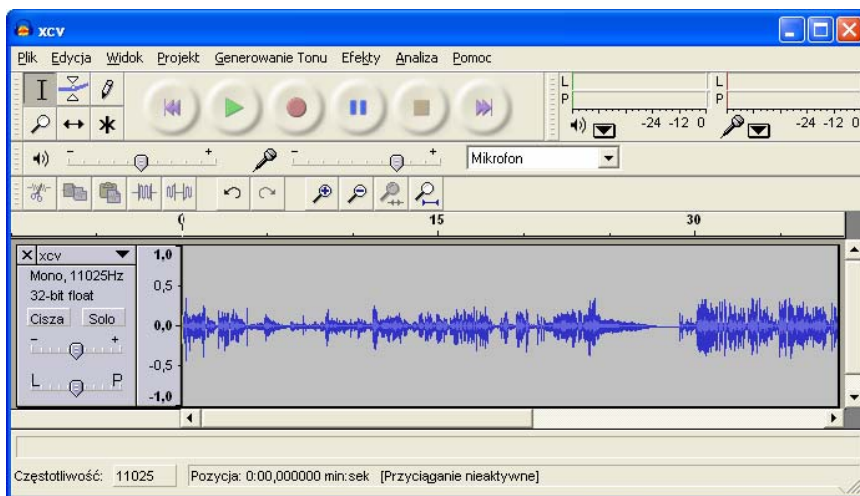 xcv
Plik Edycja Widok Projekt Generowanie Tonu Efekty Analiza Pomoc
L
P
-24 -12 0
L
P
-24 -12 0
- + - + Mikrofon
0 15 30
xcv 1,0
Mono, 11025Hz
32-bit float
0,5
Cisza Solo
0,0
- +
-0,5
L P
-1,0
Częstotliwość: 11025 Pozycja: 0:00,000000 min:sek [Przyciąganie nieaktywne]